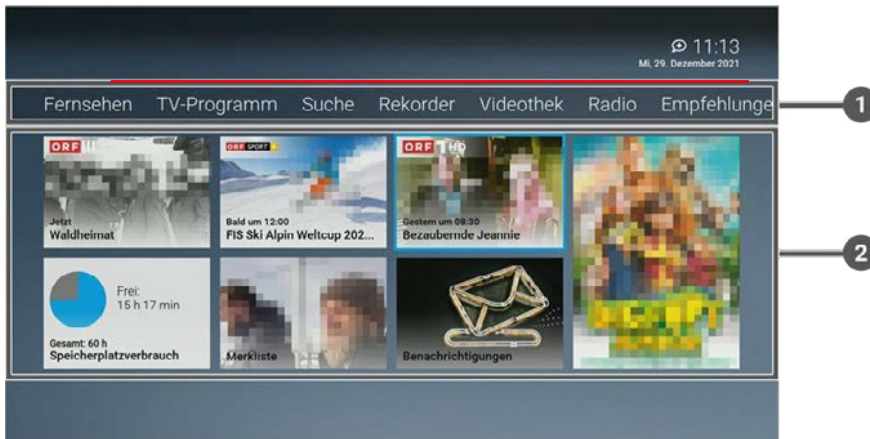 11:13
Mi, 29. Dezember 2021
Fernsehen TV-Programm Suche Rekorder Videothek Radio Empfehlunge
1
ORF III
Jetzt
Waldheimat
ORF SPORT +
Bald um 12:00
FIS Ski Alpin Weltcup 202...
ORF 1 HD
Gestern um 08:30
Bezaubernde Jeannie
2
Frei:
15 h 17 min
Gesamt: 60 h
Speicherplatzverbrauch
Merkliste
Benachrichtigungen